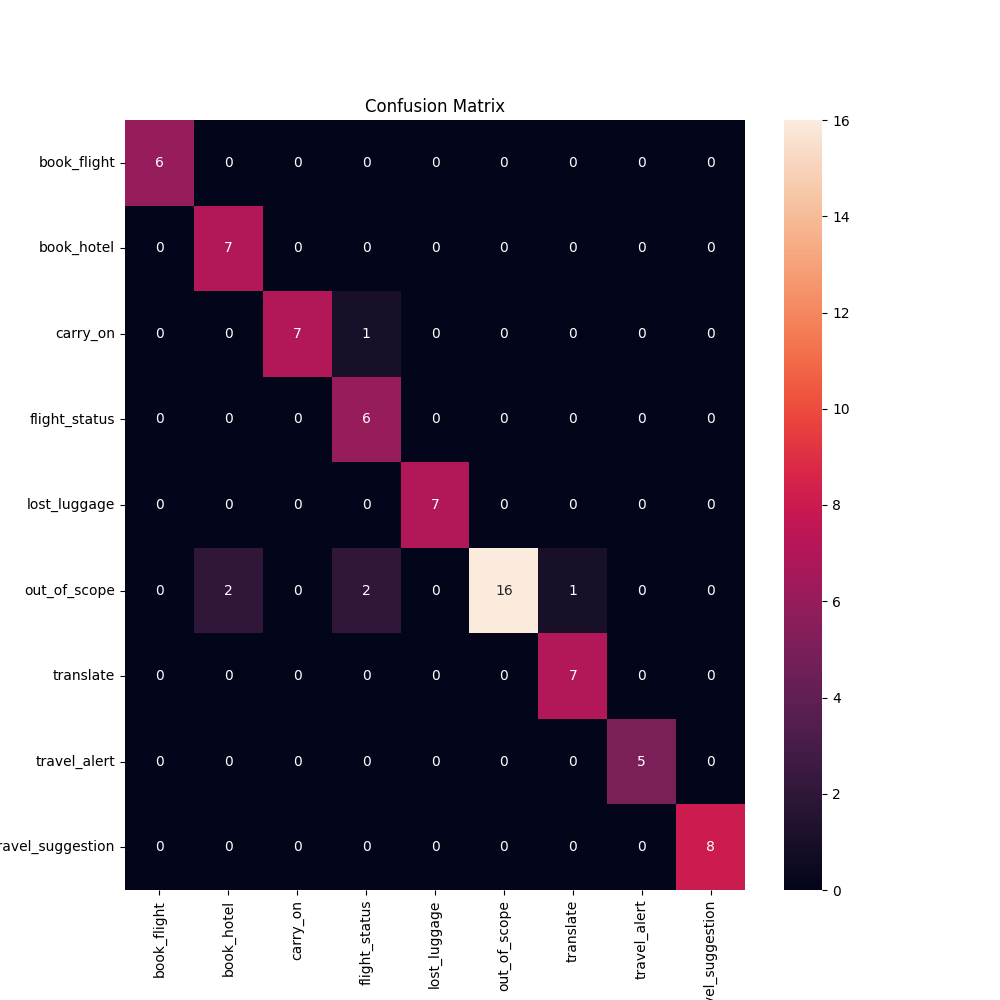 Confusion Matrix
book_flight 6 0 0 0 0 0 0 0 0
book_hotel 0 7 0 0 0 0 0 0 0
carry_on 0 0 7 1 0 0 0 0 0
flight_status 0 0 0 6 0 0 0 0 0
lost_luggage 0 0 0 0 7 0 0 0 0
out_of_scope 0 2 0 2 0 16 1 0 0
translate 0 0 0 0 0 0 7 0 0
travel_alert 0 0 0 0 0 0 0 5 0
ravel_suggestion 0 0 0 0 0 0 0 0 8
book_flight
book_hotel
carry_on
flight_status
lost_luggage
out_of_scope
translate
travel_alert
vel_suggestion
16
14
12
10
8
6
4
2
0